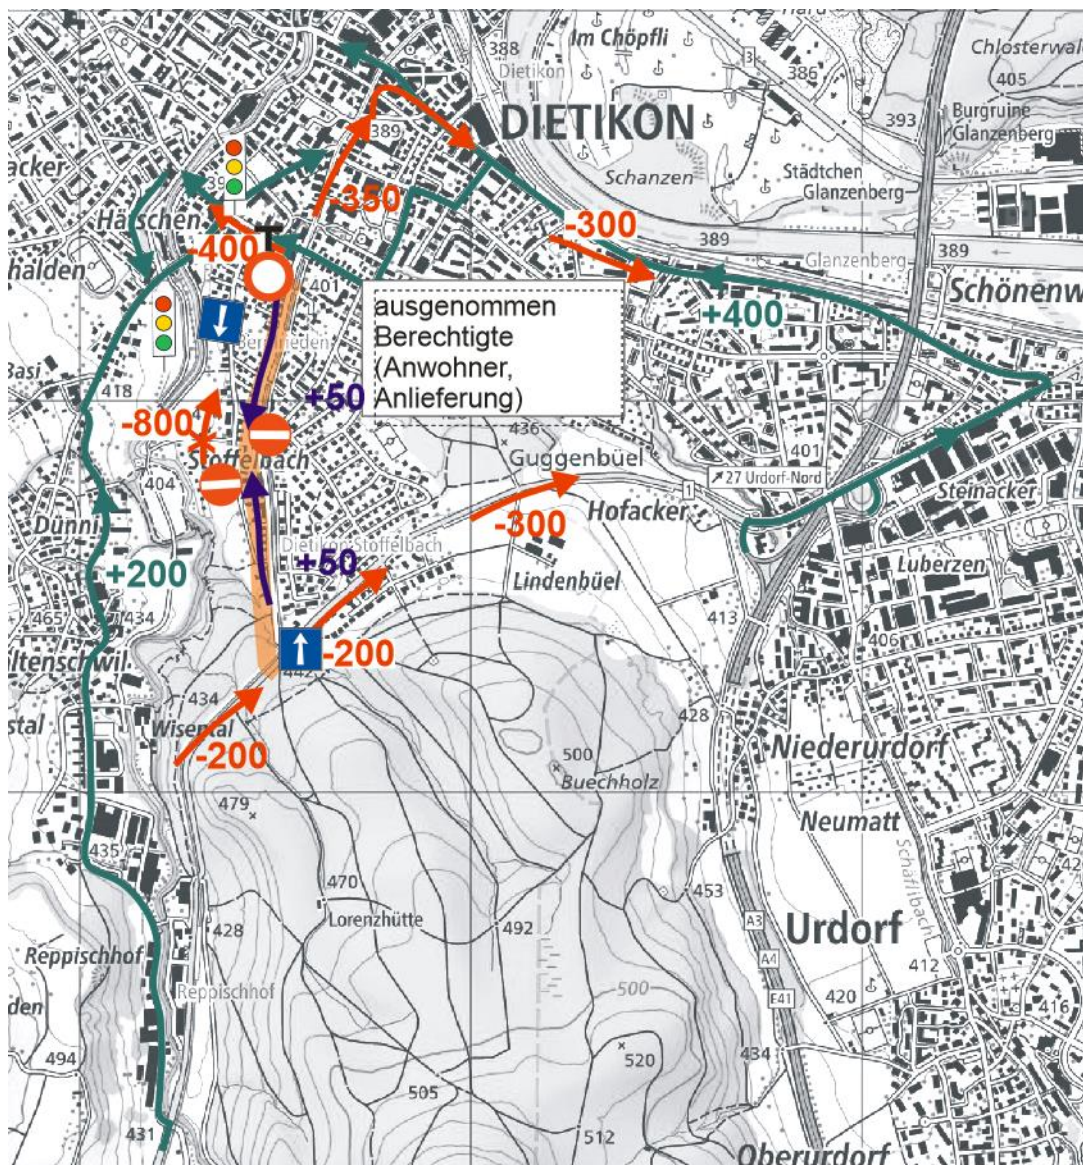 388
Im Chöpfli
386
Chlosterwal
405
Dietikon
DIETIKON
393
Burgruine
Glanzenberg
389
acker
Schanzen
Städtchen
Glanzenberg
-350
Hätschen
-300
389
389
halden
-400
401
Glanzenberg
Schönenw
+400
ausgenommen
Berechtigte
(Anwohner,
Anlieferung)
Basi
418
+50
-800
436
Stoffelbach
Guggenbüel
401
27 Urdorf-Nord
404
1
Steinacker
Dünni
-300
Hofacker
Dietikon Stoffelbach
+50
Luberzen
+200
Lindenbüel
465
434
413
406
ltenschwil
-200
442
434
428
stal
Wisental
-200
500
Niederurdorf
Buechholz
479
Neumatt
435
Schäflibach
470
453
Lorenzhütte
492
428
A3
Urdorf
Reppischhof
A4
412
Reppischhof
500
E41
420
416
den
494
520
434
505
431
512
Oberurdorf